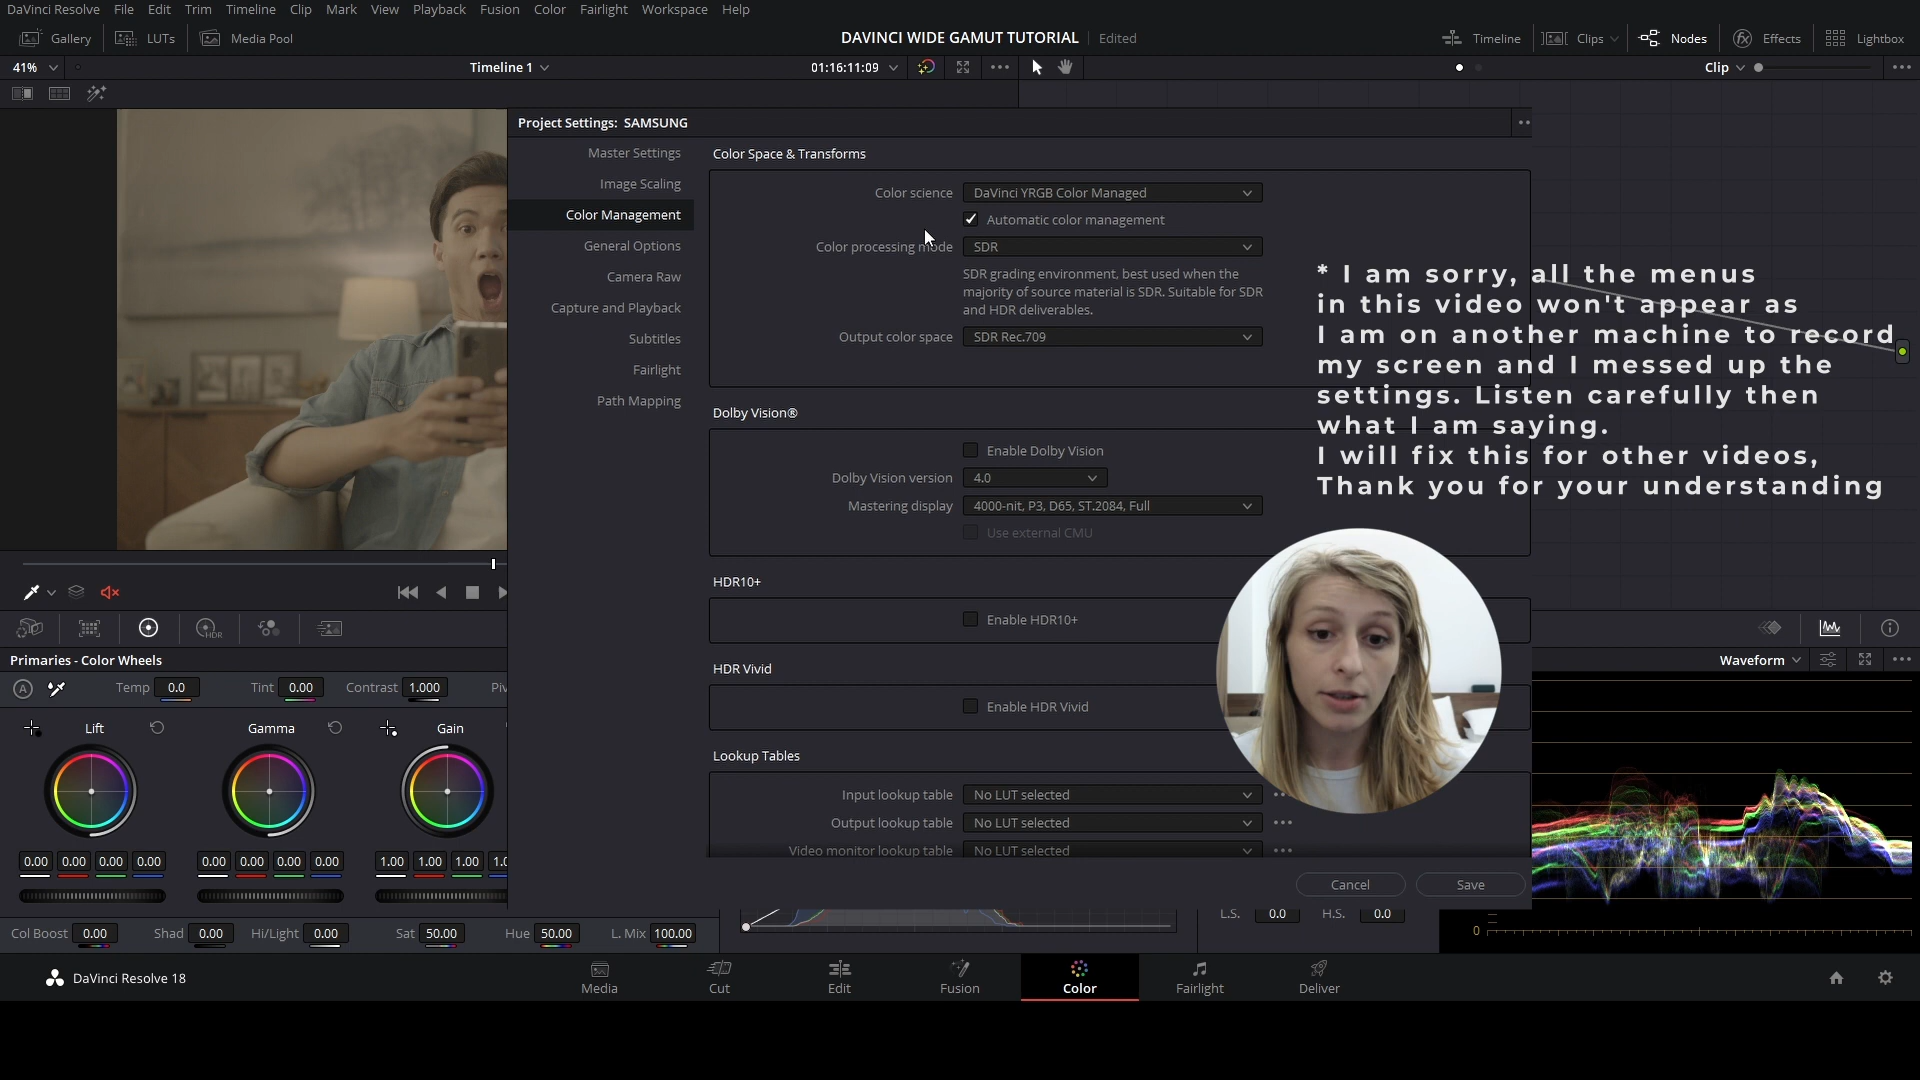 DaVinci Resolve File Edit Trim Timeline Clip Mark View Playback Fusion Color Fairlight Workspace Help
Gallery LUTs Media Pool DAVINCI WIDE GAMUT TUTORIAL Edited Timeline Clips Nodes Effects Lightbox
41% Timeline 1 01:16:11:09 Clip
Project Settings: SAMSUNG
Master Settings
Image Scaling
Color Management
General Options
Camera Raw
Capture and Playback
Subtitles
Fairlight
Path Mapping
Color Space & Transforms
Color science DaVinci YRGB Color Managed
Automatic color management
Color processing mode SDR
SDR grading environment, best used when the
majority of source material is SDR. Suitable for SDR
and HDR deliverables.
Output color space SDR Rec.709
Dolby Vision®
Enable Dolby Vision
Dolby Vision version 4.0
Mastering display 4000-nit, P3, D65, ST.2084, Full
Use external CMU
HDR10+
Enable HDR10+
HDR Vivid
Enable HDR Vivid
Lookup Tables
Input lookup table No LUT selected
Output lookup table No LUT selected
Video monitor lookup table No LUT selected
Cancel Save
* I am sorry, all the menus
in this video won't appear as
I am on another machine to record
my screen and I messed up the
settings. Listen carefully then
what I am saying.
I will fix this for other videos,
Thank you for your understanding
Primaries - Color Wheels
Waveform
A Temp 0.0 Tint 0.00 Contrast 1.000 Piv
Lift Gamma Gain
0.00 0.00 0.00 0.00 0.00 0.00 0.00 0.00 1.00 1.00 1.00 1.0
L.S. 0.0 H.S. 0.0
Col Boost 0.00 Shad 0.00 Hi/Light 0.00 Sat 50.00 Hue 50.00 L. Mix 100.00
0
DaVinci Resolve 18 Media Cut Edit Fusion Color Fairlight Deliver